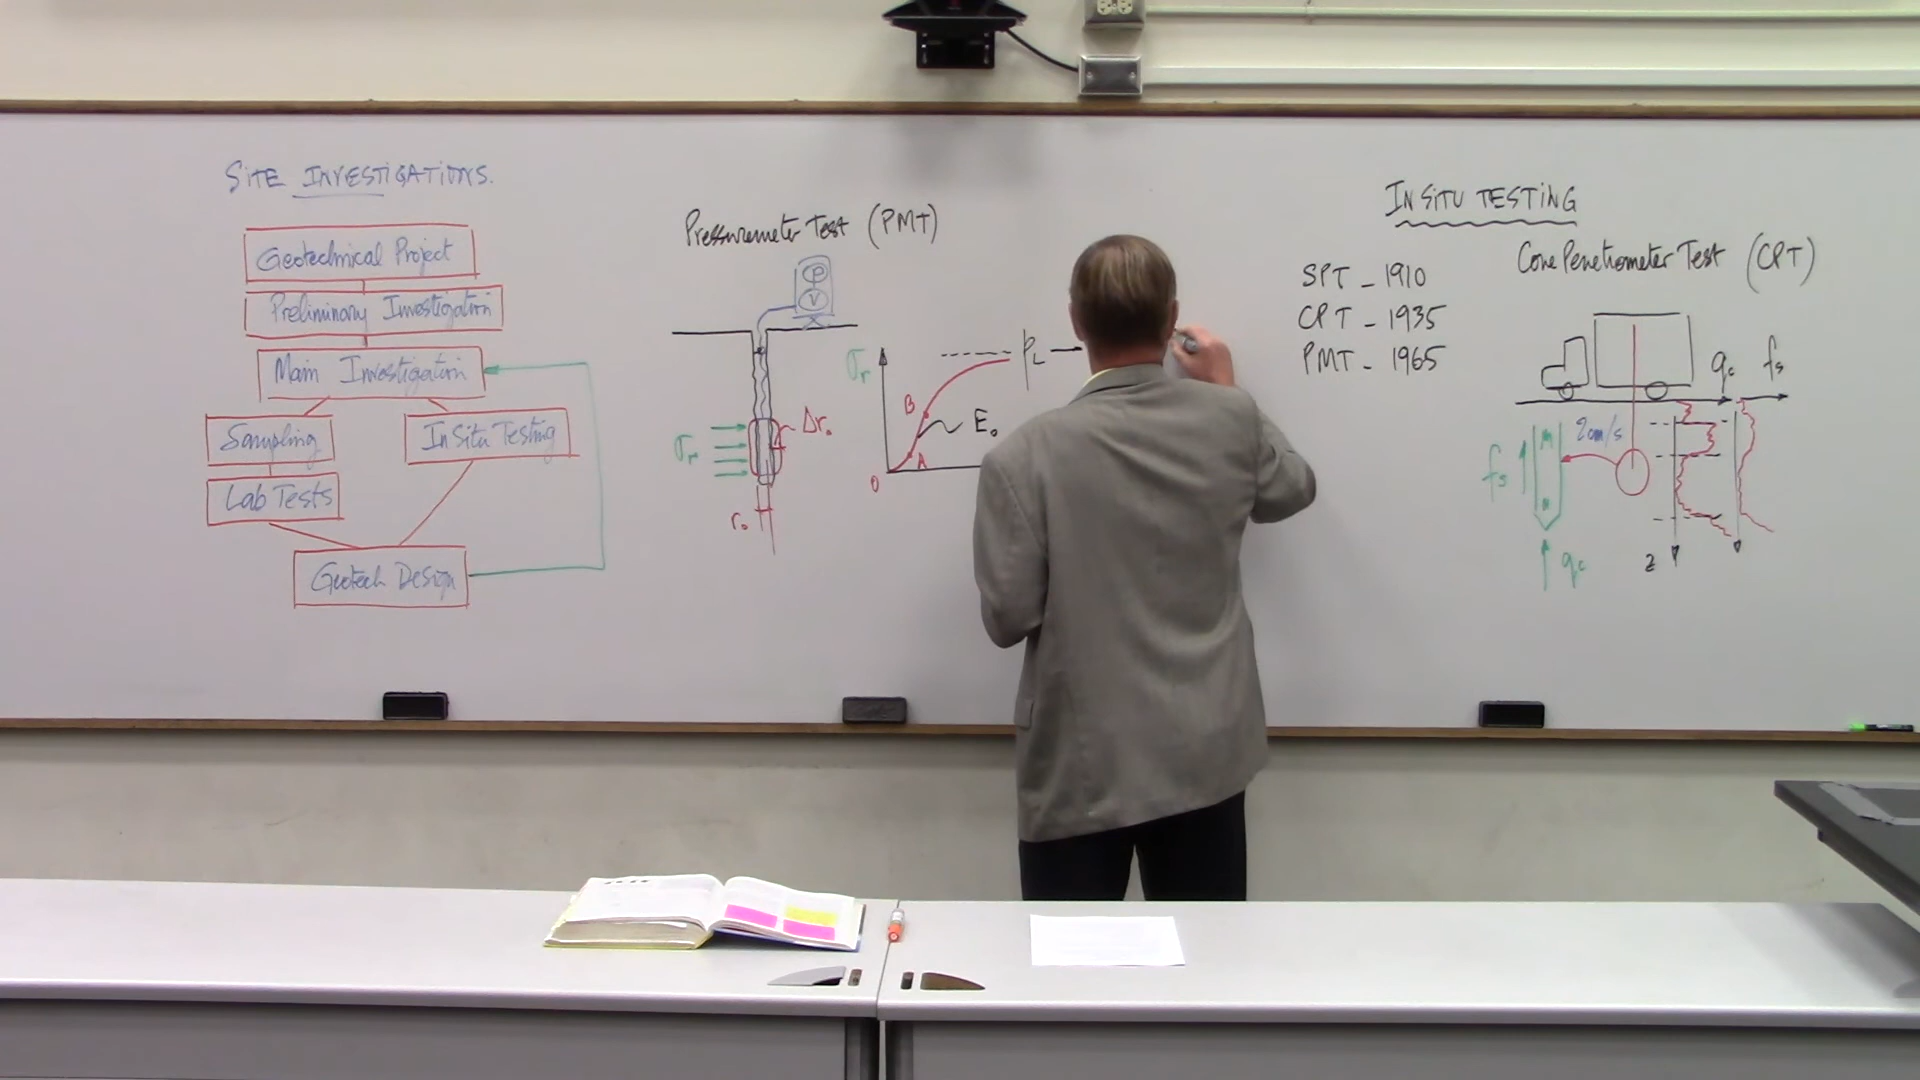 SITE INVESTIGATIONS.
Geotechnical Project
Preliminary Investigation
Main Investigation
Sampling
In Situ Testing
Lab Tests
Geotech Design
Pressuremeter Test (PMT)
P
V
σr
Δr₀
r₀
σr
B
A
O
E₀
pL
IN SITU TESTING
SPT - 1910
CPT - 1935
PMT - 1965
Cone Penetrometer Test (CPT)
qc
fs
2cm/s
fs
qc
z